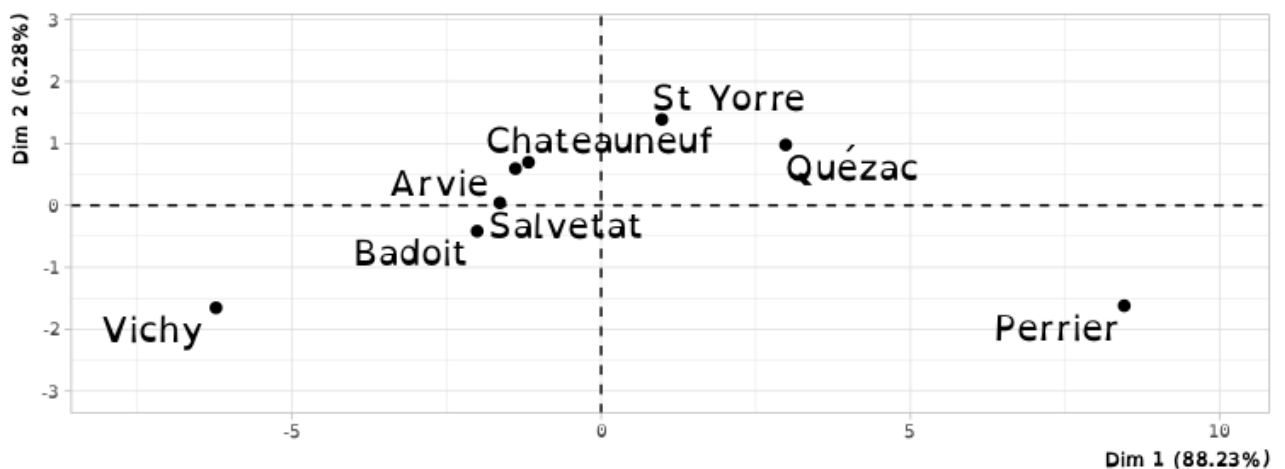 Dim 2 (6.28%)
3
2
1
0
-1
-2
-3
St Yorre
Chateauneuf
Quézac
Arvie
Salvetat
Badoit
Vichy
Perrier
-5
0
5
10
Dim 1 (88.23%)